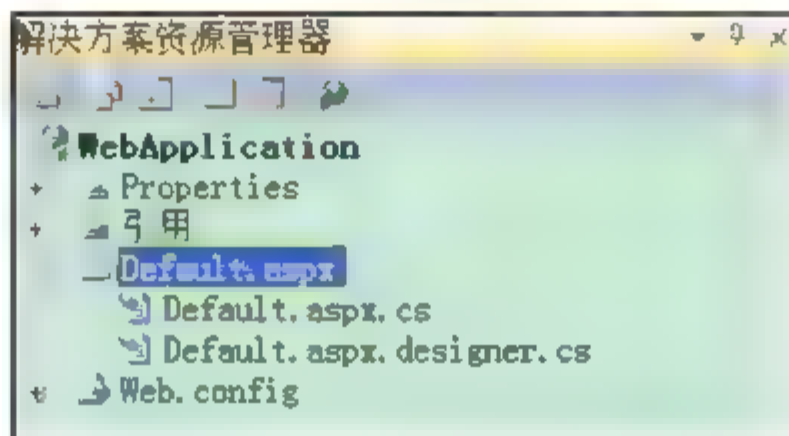 解决方案资源管理器
WebApplication
Properties
引用
Default.aspx
Default.aspx.cs
Default.aspx.designer.cs
Web.config